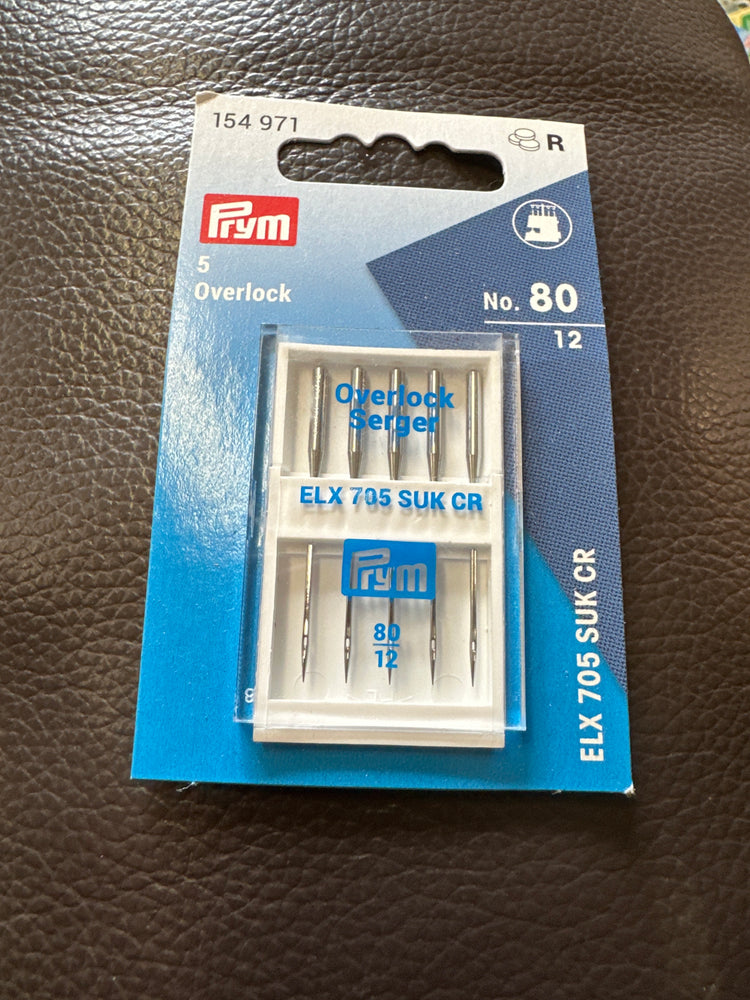 154 971
R
Prym
5
Overlock
No. 80
12
Overlock
Serger
ELX 705 SUK CR
Prym
80
12
ELX 705 SUK CR